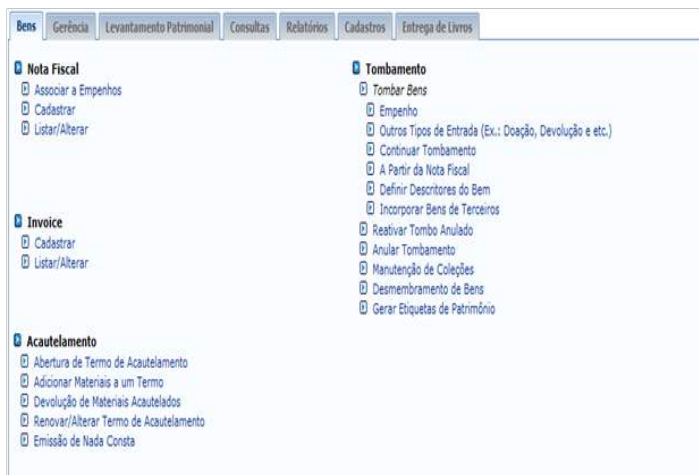 Bens Gerência Levantamento Patrimonial Consultas Relatórios Cadastros Entrega de Livros
Nota Fiscal
Associar a Empenhos
Cadastrar
Listar/Alterar
Invoice
Cadastrar
Listar/Alterar
Acautelamento
Abertura de Termo de Acautelamento
Adicionar Materiais a um Termo
Devolução de Materiais Acautelados
Renovar/Alterar Termo de Acautelamento
Emissão de Nada Consta
Tombamento
Tombar Bens
Empenho
Outros Tipos de Entrada (Ex.: Doação, Devolução e etc.)
Continuar Tombamento
A Partir da Nota Fiscal
Definir Descritores do Bem
Incorporar Bens de Terceiros
Reativar Tombo Anulado
Anular Tombamento
Manutenção de Coleções
Desmembramento de Bens
Gerar Etiquetas de Patrimônio